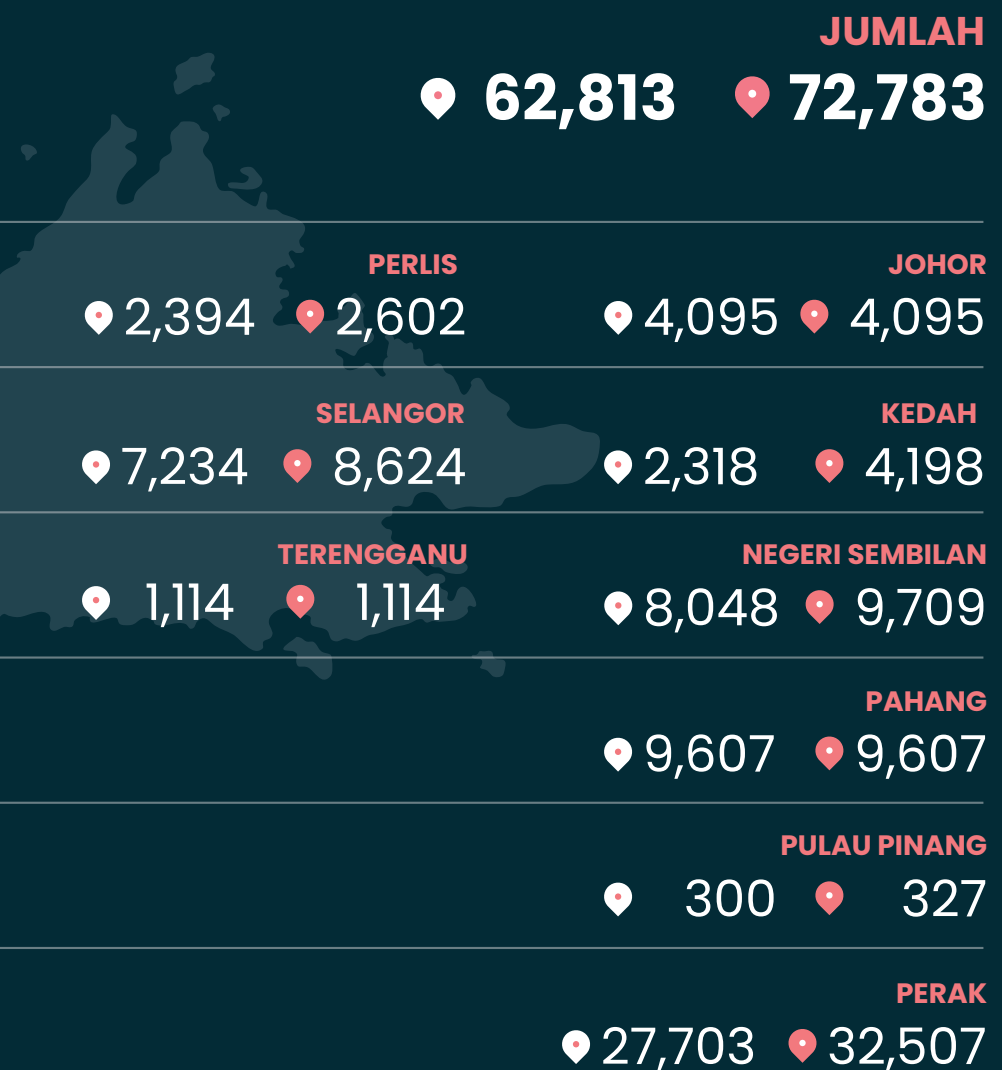 JUMLAH
62,813 72,783
PERLIS JOHOR
2,394 2,602 4,095 4,095
SELANGOR KEDAH
7,234 8,624 2,318 4,198
TERENGGANU NEGERI SEMBILAN
1,114 1,114 8,048 9,709
PAHANG
9,607 9,607
PULAU PINANG
300 327
PERAK
27,703 32,507